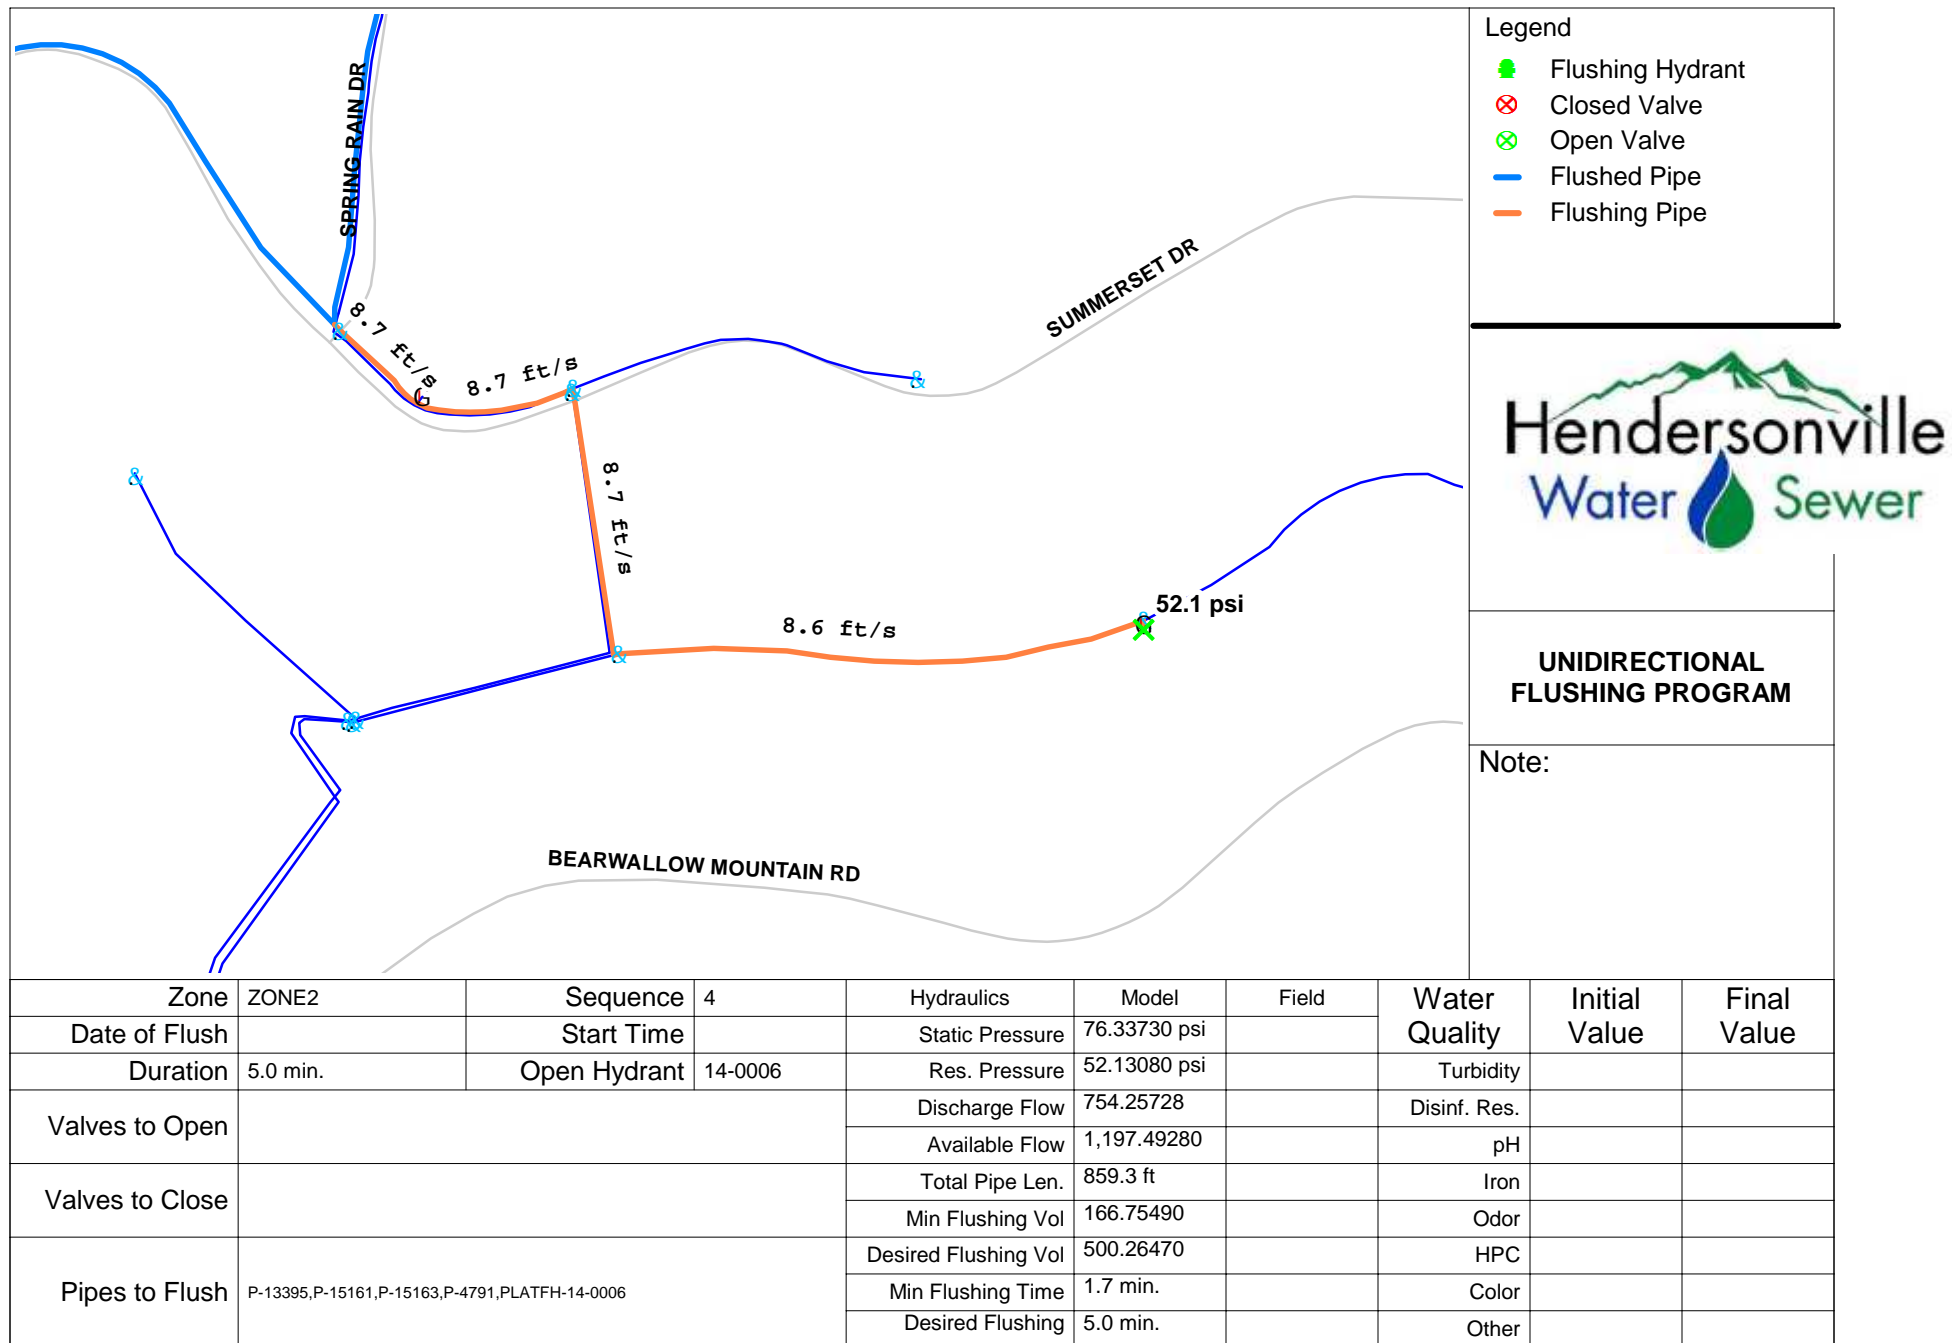 Legend
Flushing Hydrant
Closed Valve
Open Valve
Flushed Pipe
Flushing Pipe
SPRING RAIN DR
SUMMERSET DR
8.7 ft/s
8.7 ft/s
8.7 ft/s
8.6 ft/s
52.1 psi
BEARWALLOW MOUNTAIN RD
Hendersonville
Water Sewer
UNIDIRECTIONAL
FLUSHING PROGRAM
Note:
Zone ZONE2 Sequence 4 Hydraulics Model Field Water Quality Initial Value Final Value
Date of Flush Start Time Static Pressure 76.33730 psi
Duration 5.0 min. Open Hydrant 14-0006 Res. Pressure 52.13080 psi Turbidity
Valves to Open Discharge Flow 754.25728 Disinf. Res.
Available Flow 1,197.49280 pH
Valves to Close Total Pipe Len. 859.3 ft Iron
Min Flushing Vol 166.75490 Odor
Pipes to Flush P-13395,P-15161,P-15163,P-4791,PLATFH-14-0006 Desired Flushing Vol 500.26470 HPC
Min Flushing Time 1.7 min. Color
Desired Flushing 5.0 min. Other